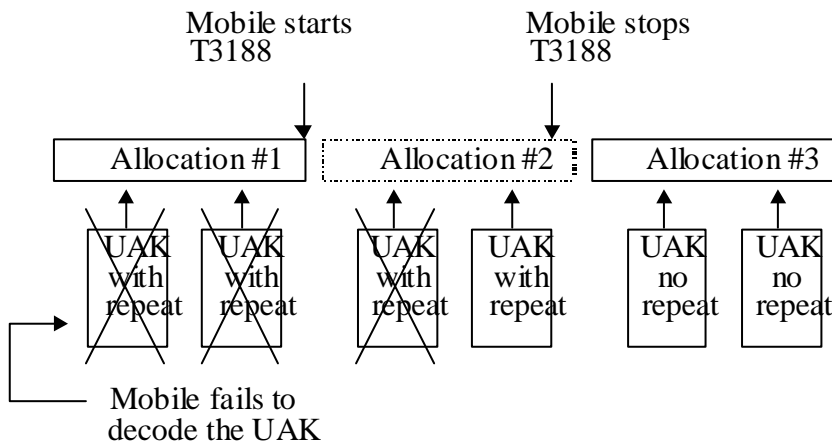 Mobile starts
T3188
Mobile stops
T3188
Allocation #1
Allocation #2
Allocation #3
UAK
with
repeat
UAK
with
repeat
UAK
with
repeat
UAK
with
repeat
UAK
no
repeat
UAK
no
repeat
Mobile fails to
decode the UAK